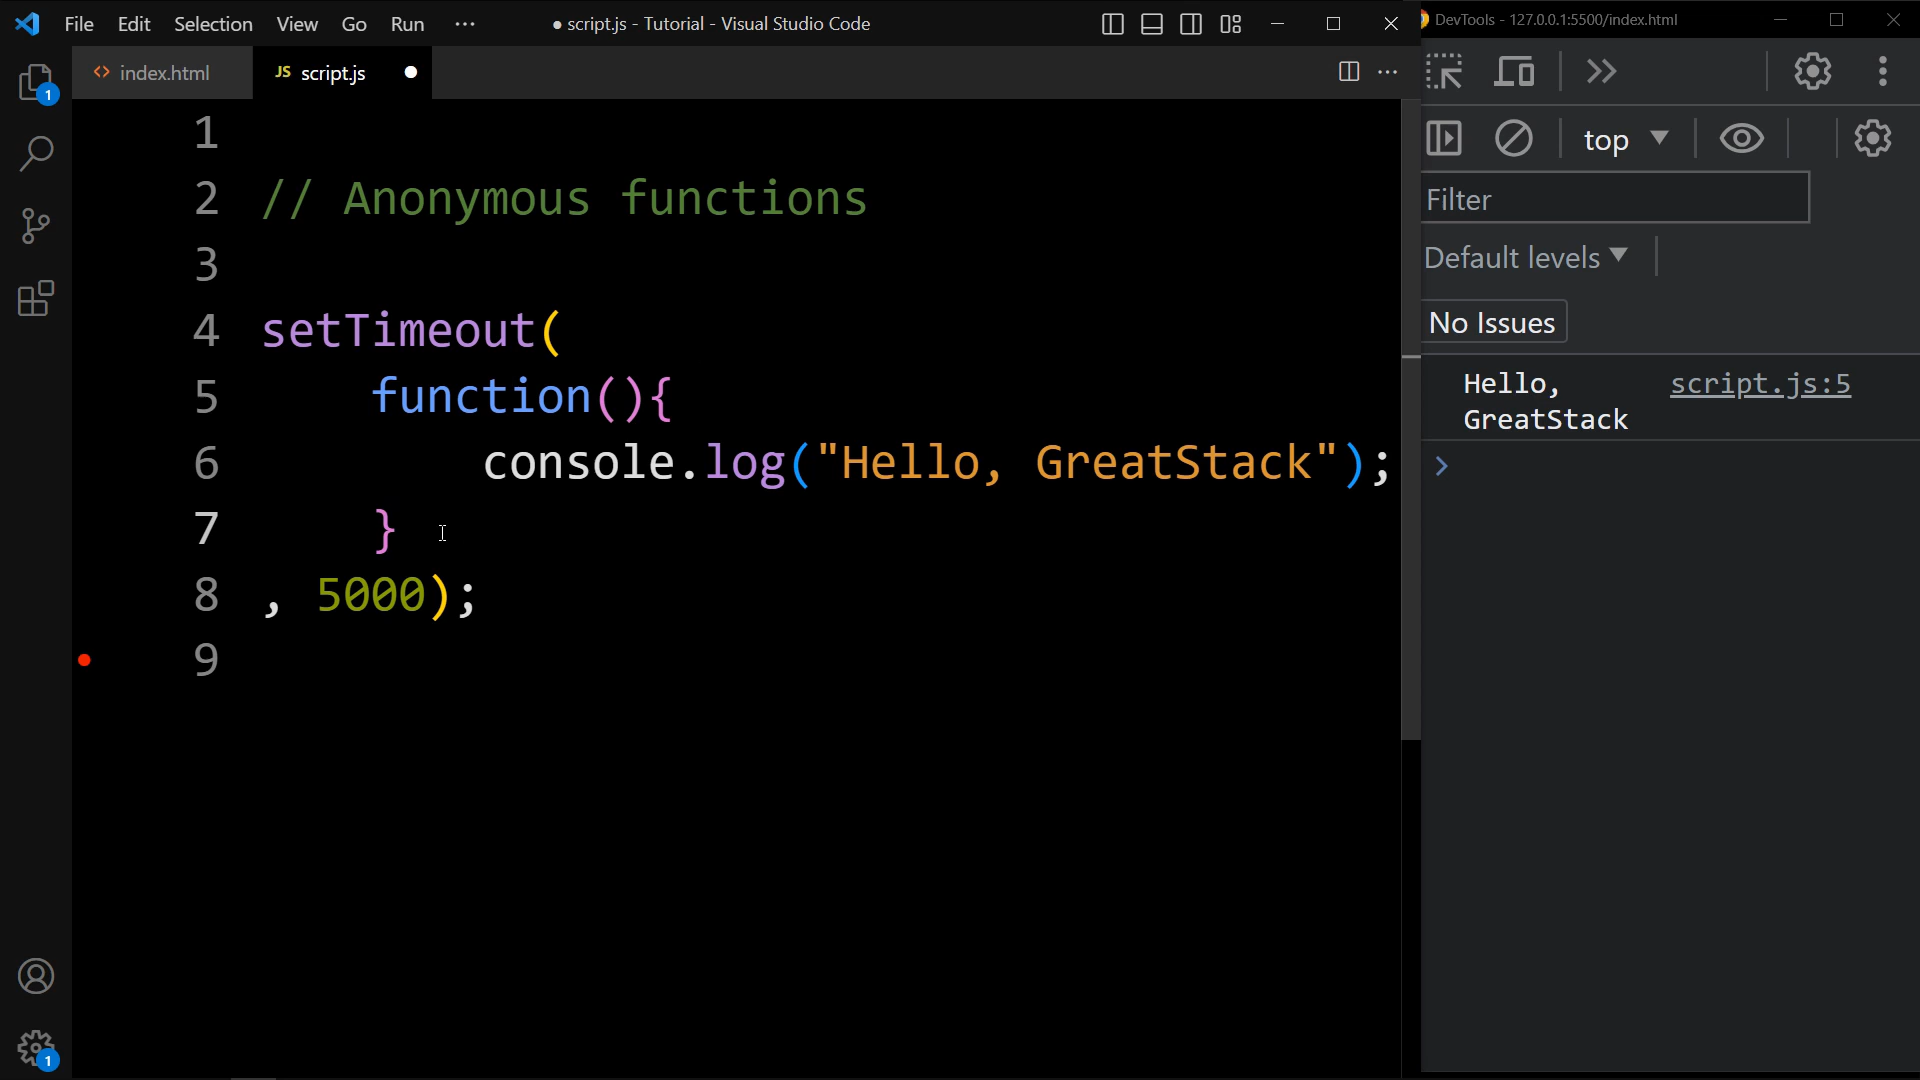 File Edit Selection View Go Run ··· ● script.js - Tutorial - Visual Studio Code
DevTools - 127.0.0.1:5500/index.html
<> index.html JS script.js ●
1
1
2 // Anonymous functions
3
4 setTimeout(
5 function(){
6 console.log("Hello, GreatStack");
7 }
8 , 5000);
9
1
top
Filter
Default levels
No Issues
Hello, script.js:5
GreatStack
>